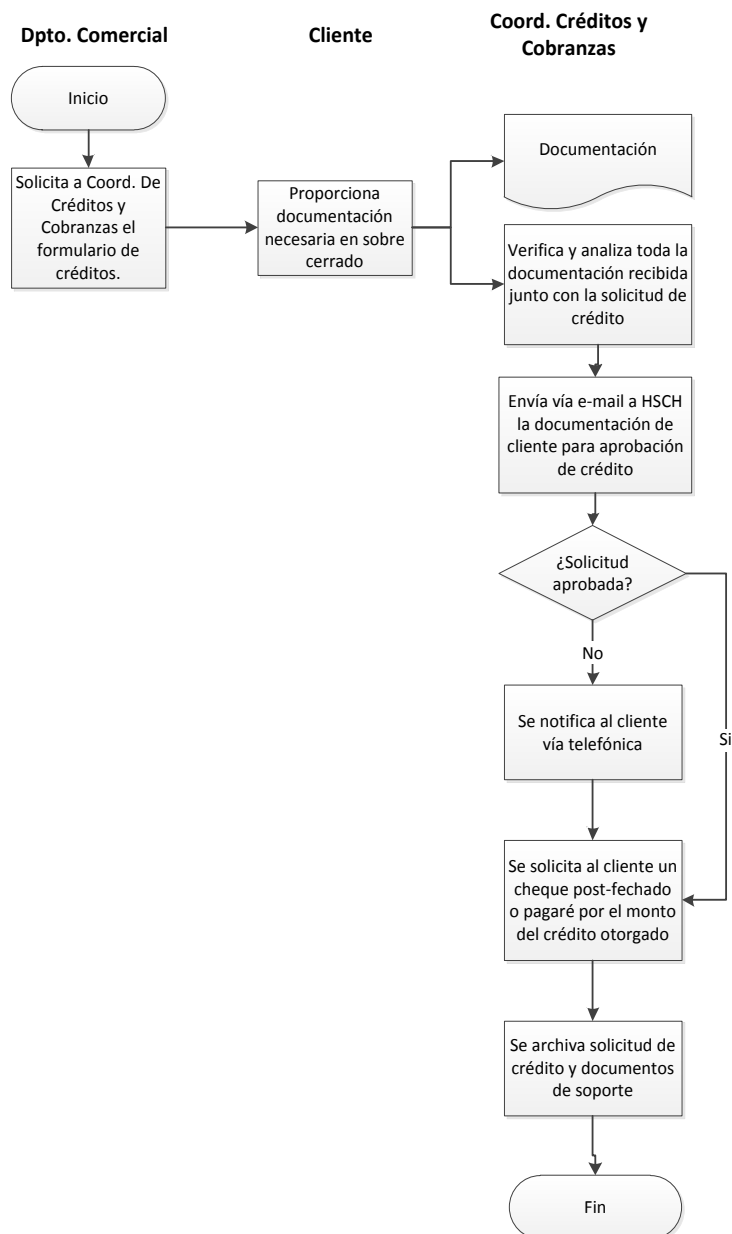 Dpto. Comercial
Cliente
Coord. Créditos y
Cobranzas
Inicio
Solicita a Coord. De
Créditos y
Cobranzas el
formulario de
créditos.
Proporciona
documentación
necesaria en sobre
cerrado
Documentación
Verifica y analiza toda la
documentación recibida
junto con la solicitud de
crédito
Envía vía e-mail a HSCH
la documentación de
cliente para aprobación
de crédito
¿Solicitud
aprobada?
No
Si
Se notifica al cliente
vía telefónica
Se solicita al cliente un
cheque post-fechado
o pagaré por el monto
del crédito otorgado
Se archiva solicitud de
crédito y documentos
de soporte
Fin